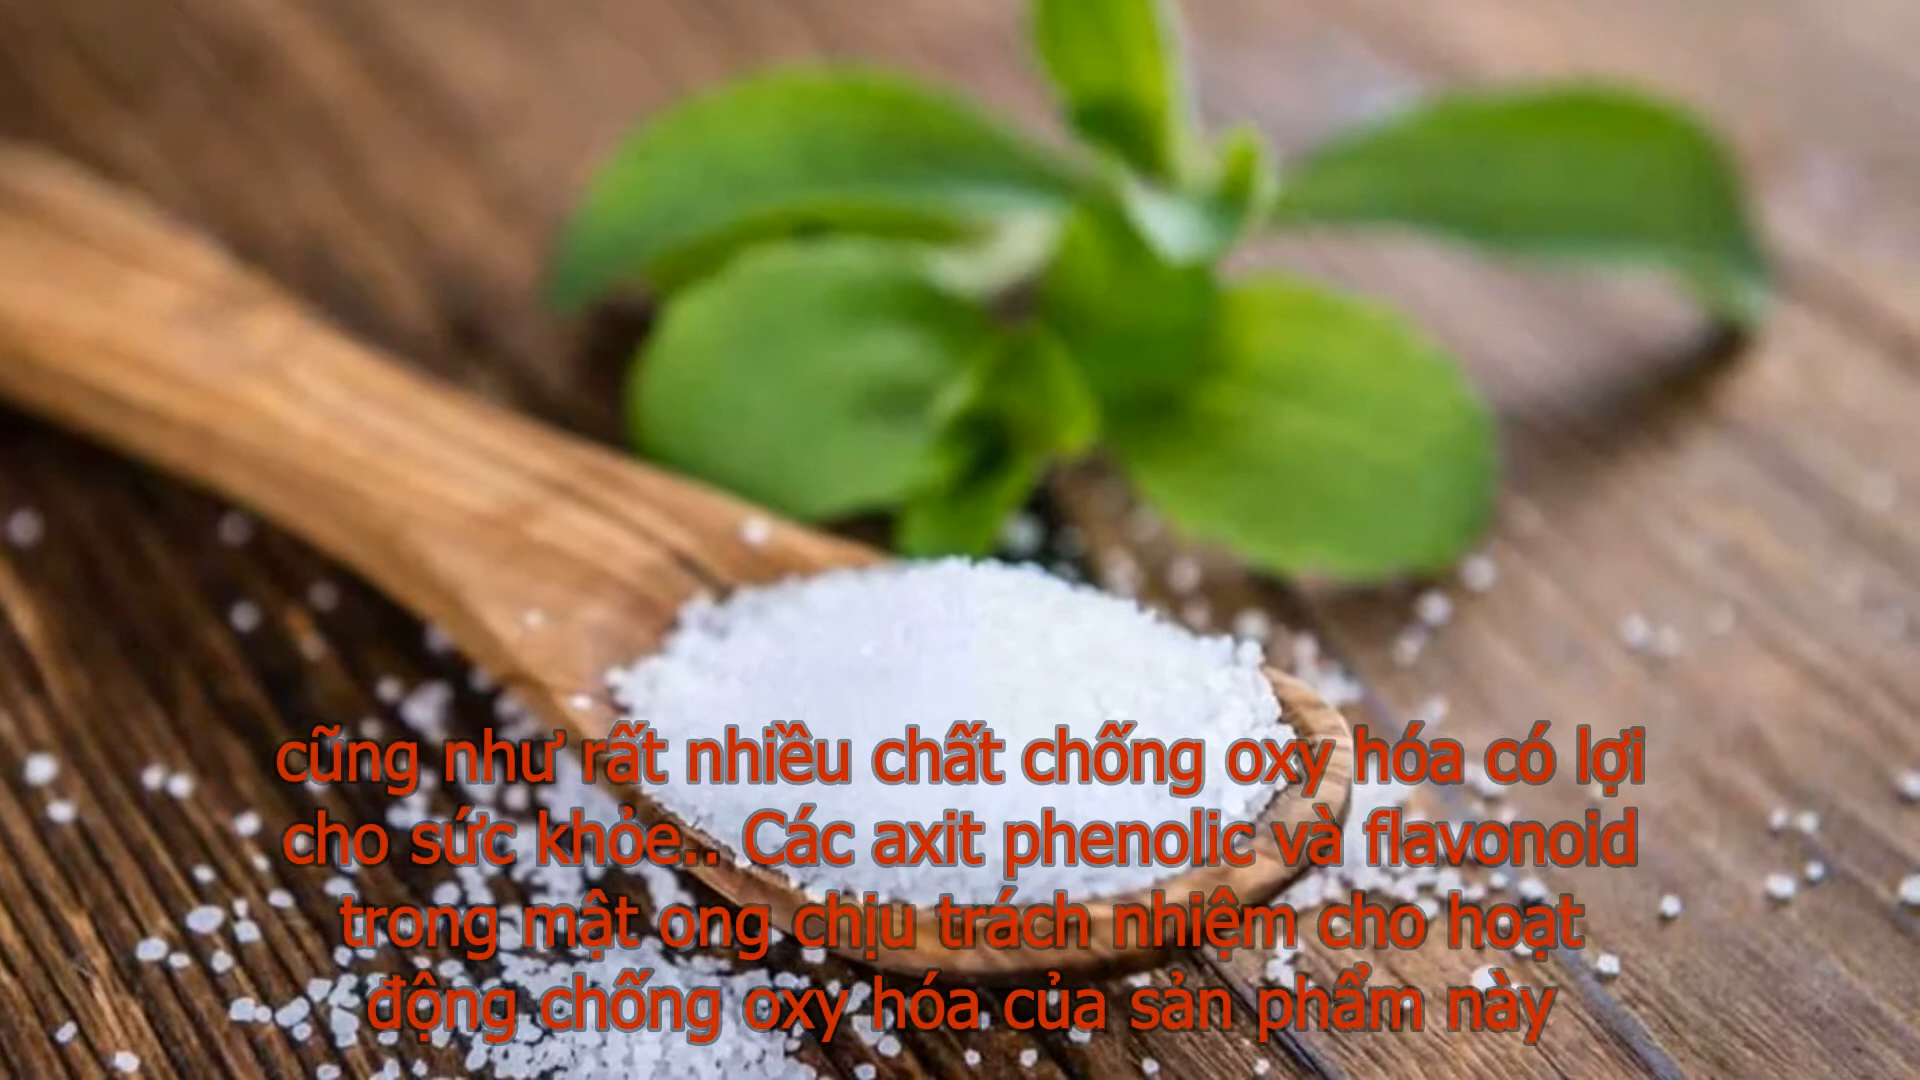 cũng như rất nhiều chất chống oxy hóa có lợi
cho sức khỏe.. Các axit phenolic và flavonoid
trong mật ong chịu trách nhiệm cho hoạt
động chống oxy hóa của sản phẩm này